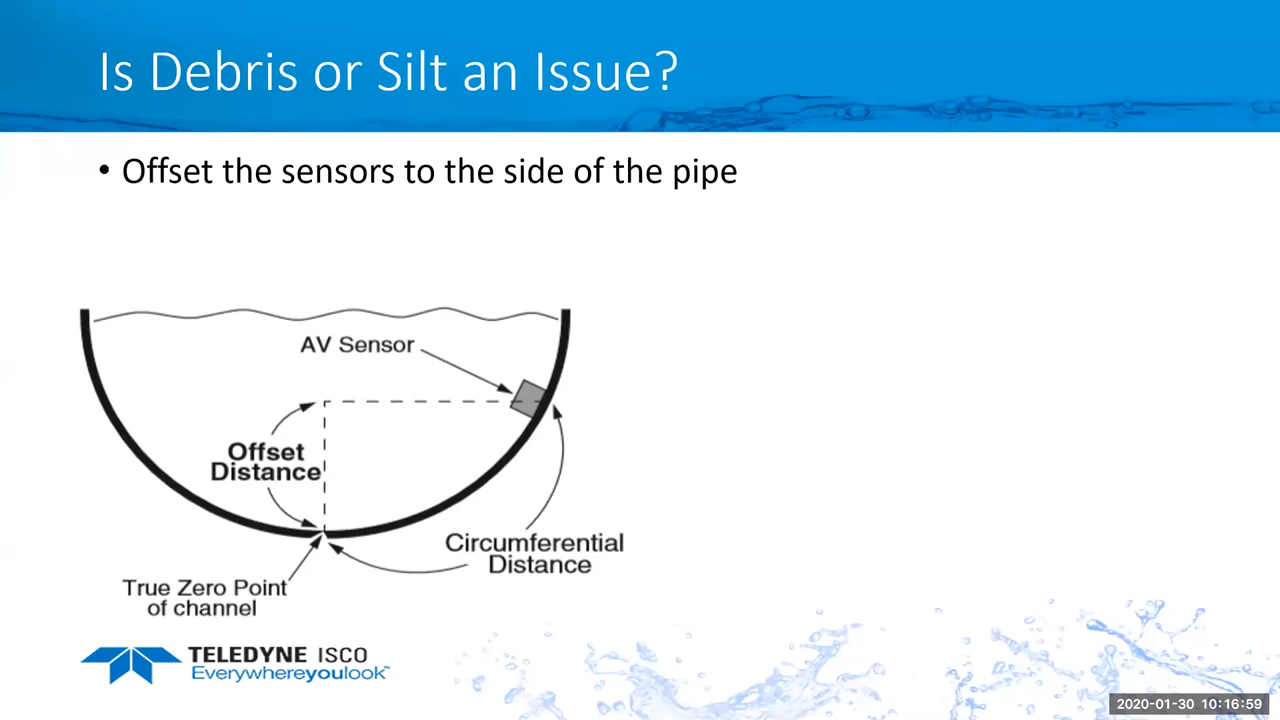 Is Debris or Silt an Issue?
• Offset the sensors to the side of the pipe
AV Sensor
Offset
Distance
Circumferential
Distance
True Zero Point
of channel
TELEDYNE ISCO
Everywhereyoulook™
2020-01-30 10:16:59